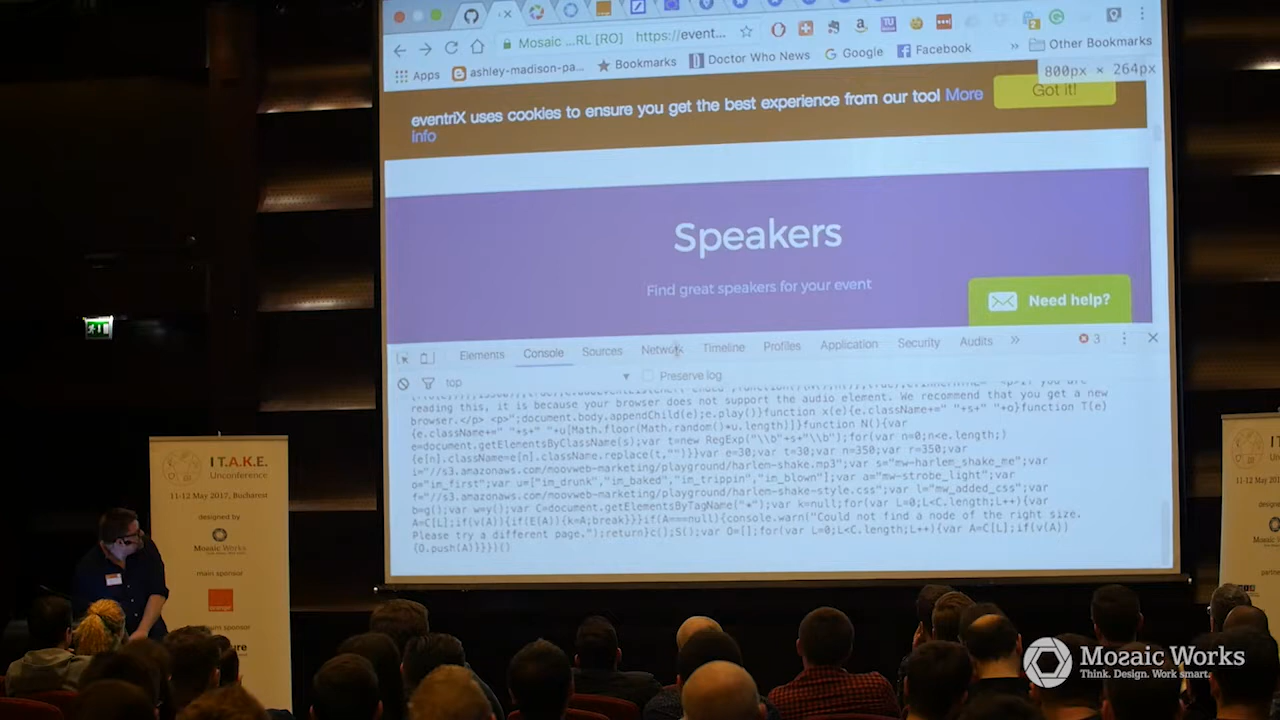 Mosaic ...RL [RO] https://event...
Apps ashley-madison-pa... Bookmarks Doctor Who News Google Facebook » Other Bookmarks
800px × 264px
eventriX uses cookies to ensure you get the best experience from our tool More
Info
Got it!
Speakers
Find great speakers for your event
Need help?
Elements Console Sources Network Timeline Profiles Application Security Audits » 3
top Preserve log
reading this, it is because your browser does not support the audio element. We recommend that you get a new
browser.</p> <p>";document.body.appendChild(e);e.play()}function x(e){e.className+=" "+s+" "+o}function T(e)
{e.className+=" "+s+" "+u[Math.floor(Math.random()*u.length)]}function N(){var
e=document.getElementsByClassName(s);var t=new RegExp("\\b"+s+"\\b");for(var n=0;n<e.length;)
{e[n].className=e[n].className.replace(t,"")}}var e=30;var t=30;var n=350;var r=350;var
i="//s3.amazonaws.com/moovweb-marketing/playground/harlem-shake.mp3";var s="mw-harlem_shake_me";var
o="im_first";var u=["im_drunk","im_baked","im_trippin","im_blown"];var a="mw-strobe_light";var
f="//s3.amazonaws.com/moovweb-marketing/playground/harlem-shake-style.css";var l="mw_added_css";var
b=g();var w=y();var C=document.getElementsByTagName("*");var k=null;for(var L=0;L<C.length;L++){var
A=C[L];if(v(A)){if(E(A)){k=A;break}}}if(A===null){console.warn("Could not find a node of the right size.
Please try a different page.");return}c();S();var O=[];for(var L=0;L<C.length;L++){var A=C[L];if(v(A))
{O.push(A)}}})()
I T.A.K.E.
Unconference
11-12 May 2017, Bucharest
designed by
Mosaic Works
main sponsor
orange
sponsor
I T
11-12 May
Mozaic Works
Think. Design. Work smart.